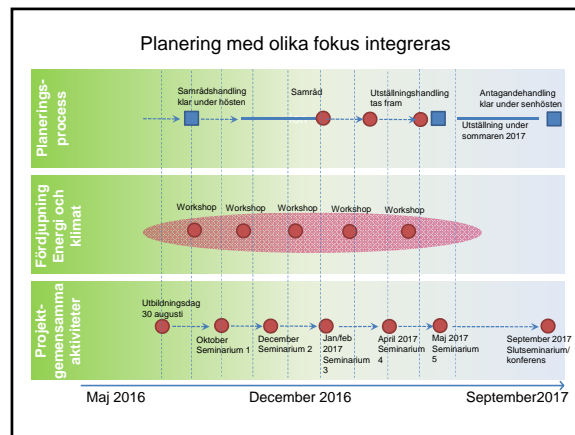 Planering med olika fokus integreras
Planerings-
process
Samrådshandling
klar under hösten
Samråd
Utställningshandling
tas fram
Antagandehandling
klar under senhösten
Utställning under
sommaren 2017
Fördjupning
Energi och
klimat
Workshop
Workshop
Workshop
Workshop
Workshop
Projekt-
gemensamma
aktiviteter
Utbildningsdag
30 augusti
Oktober
Seminarium 1
December
Seminarium 2
Jan/feb
2017
Seminarium
3
April 2017
Seminarium
4
Maj 2017
Seminarium
5
September 2017
Slutseminarium/
konferens
Maj 2016
December 2016
September2017